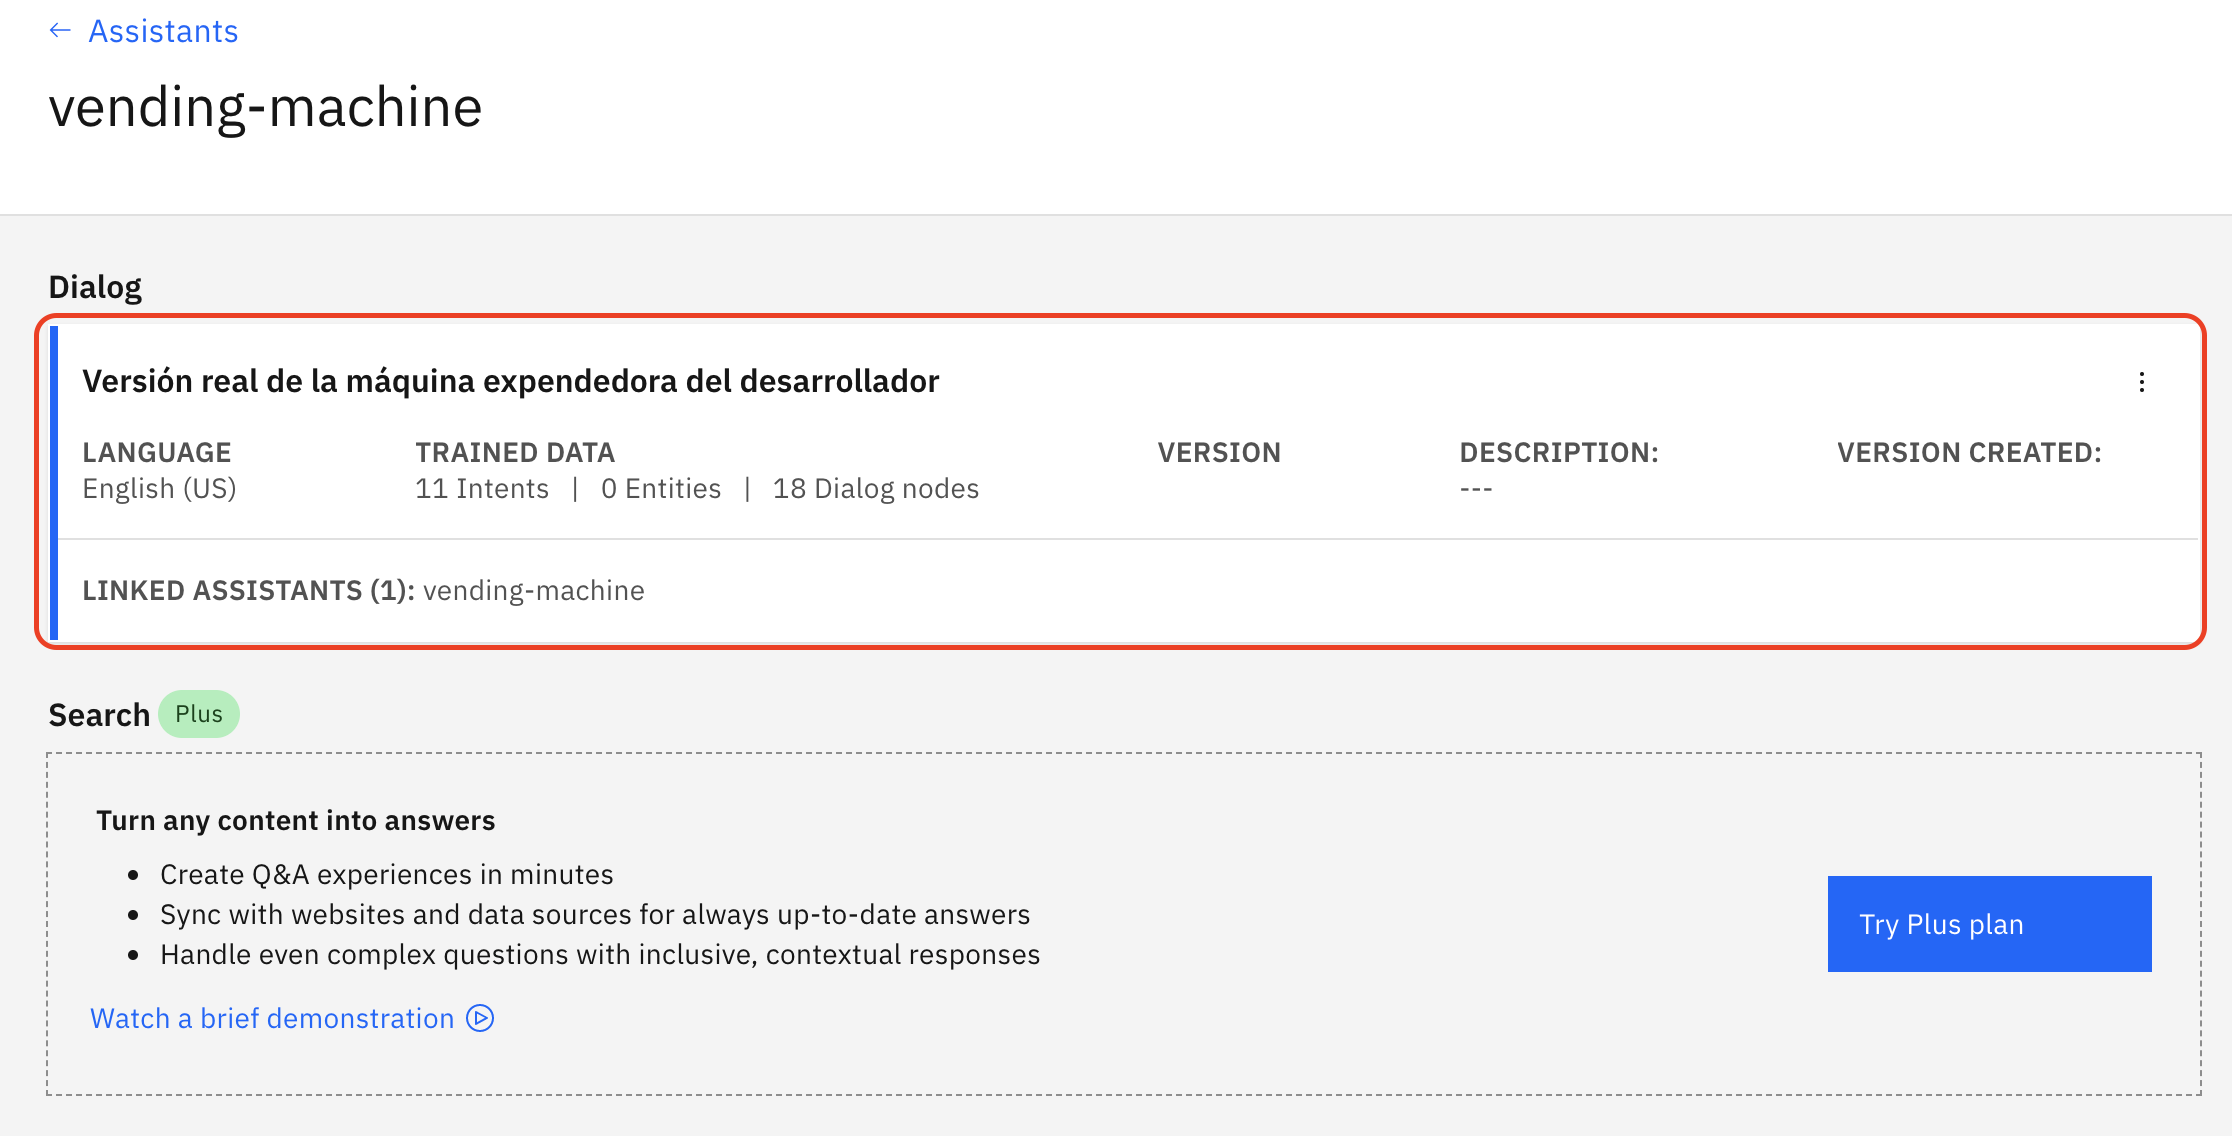 ← Assistants
vending-machine
Dialog
Versión real de la máquina expendedora del desarrollador
LANGUAGE TRAINED DATA VERSION DESCRIPTION: VERSION CREATED:
English (US) 11 Intents | 0 Entities | 18 Dialog nodes ---
LINKED ASSISTANTS (1): vending-machine
Search Plus
Turn any content into answers
• Create Q&A experiences in minutes
• Sync with websites and data sources for always up-to-date answers
• Handle even complex questions with inclusive, contextual responses
Try Plus plan
Watch a brief demonstration